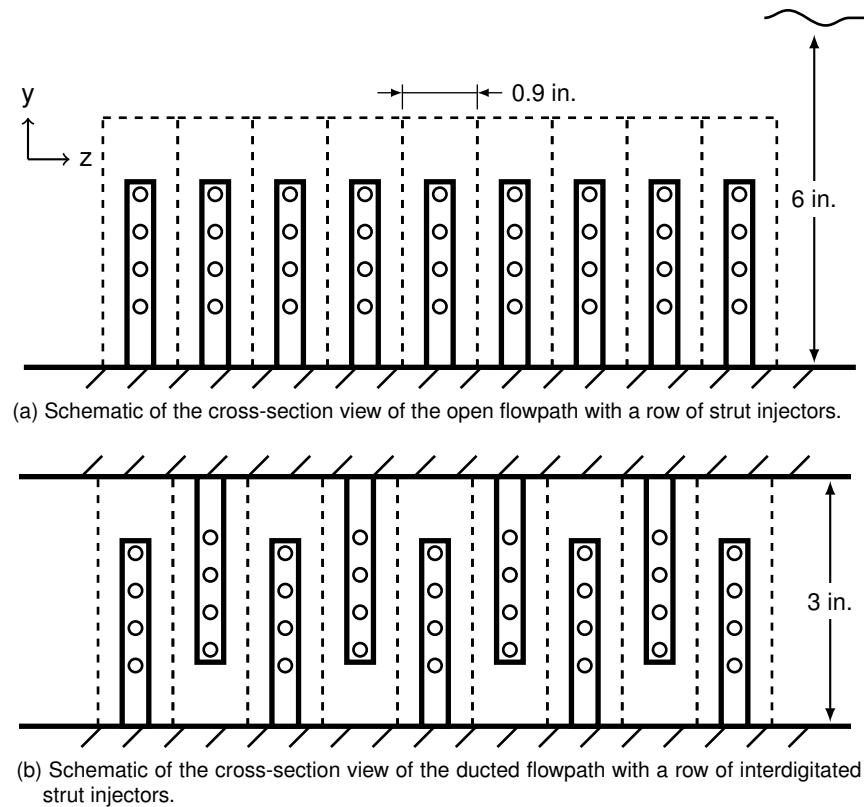 y
z
0.9 in.
6 in.
(a) Schematic of the cross-section view of the open flowpath with a row of strut injectors.
3 in.
(b) Schematic of the cross-section view of the ducted flowpath with a row of interdigitated
strut injectors.